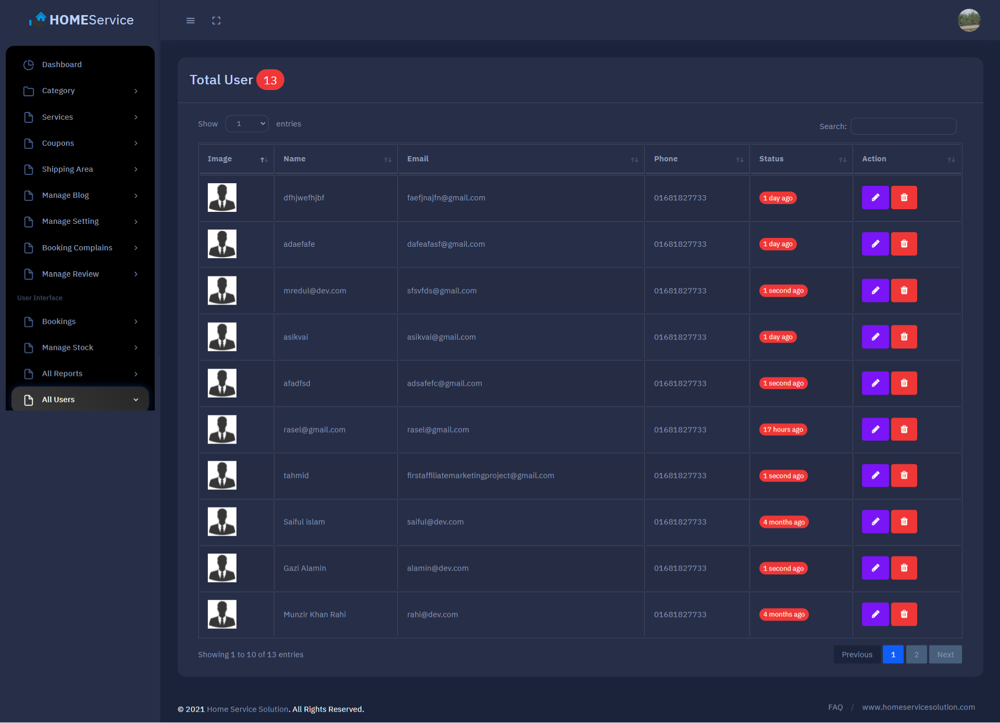 HOMEService
Dashboard
Category
Services
Coupons
Shipping Area
Manage Blog
Manage Setting
Booking Complains
Manage Review
User Interface
Bookings
Manage Stock
All Reports
All Users
Total User 13
Show 1 entries
Search:
Image Name Email Phone Status Action
dfhjwefhjbf faefjnajfn@gmail.com 01681827733 1 day ago
adaefafe dafeafasf@gmail.com 01681827733 1 day ago
mredul@dev.com sfsvfds@gmail.com 01681827733 1 second ago
asikvai asikvai@gmail.com 01681827733 1 day ago
afadfsd adsafefc@gmail.com 01681827733 1 second ago
rasel@gmail.com rasel@gmail.com 01681827733 17 hours ago
tahmid firstaffiliatemarketingproject@gmail.com 01681827733 1 second ago
Saiful islam saiful@dev.com 01681827733 4 months ago
Gazi Alamin alamin@dev.com 01681827733 1 second ago
Munzir Khan Rahi rahi@dev.com 01681827733 4 months ago
Showing 1 to 10 of 13 entries
Previous 1 2 Next
© 2021 Home Service Solution. All Rights Reserved.
FAQ / www.homeservicesolution.com